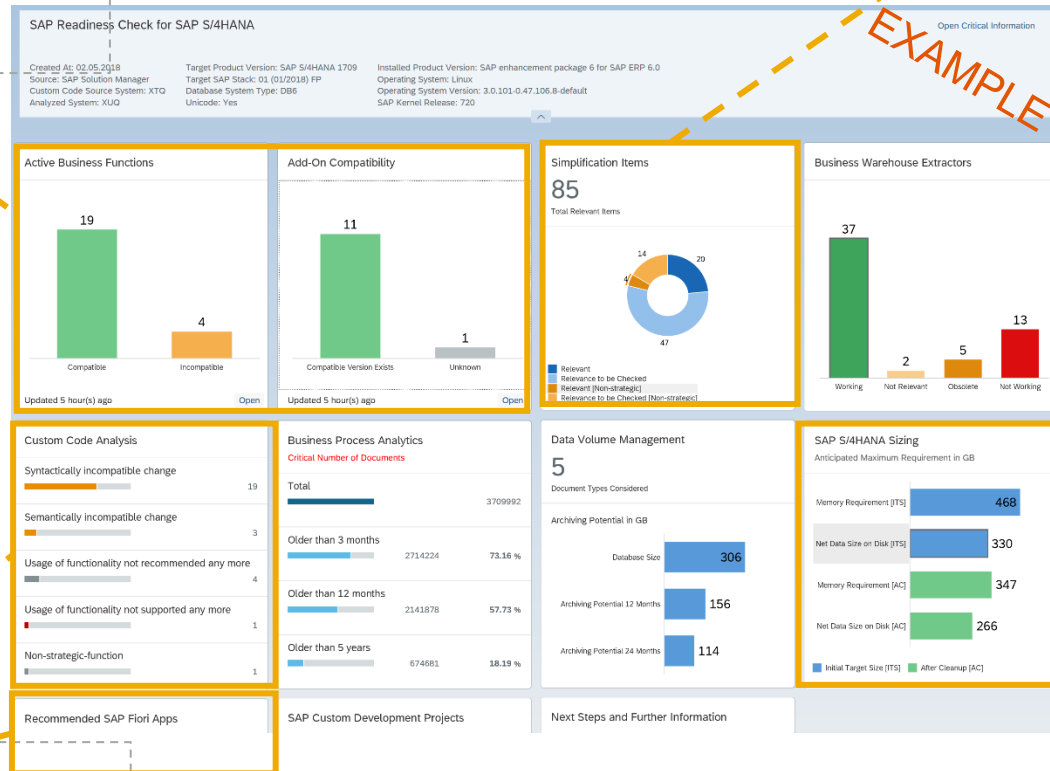 SAP Readiness Check for SAP S/4HANA
Open Critical Information
EXAMPLE
Created At: 02.05.2018
Source: SAP Solution Manager
Custom Code Source System: XTQ
Analyzed System: XUQ
Target Product Version: SAP S/4HANA 1709
Target SAP Stack: 01 (01/2018) FP
Database System Type: DB6
Unicode: Yes
Installed Product Version: SAP enhancement package 6 for SAP ERP 6.0
Operating System: Linux
Operating System Version: 3.0.101-0.47.106.8-default
SAP Kernel Release: 720
Active Business Functions
19
4
Compatible
Incompatible
Updated 5 hour(s) ago
Open
Add-On Compatibility
11
1
Compatible Version Exists
Unknown
Updated 5 hour(s) ago
Open
Simplification Items
85
Total Relevant Items
14
20
4
47
Relevant
Relevance to be Checked
Relevant [Non-strategic]
Relevance to be Checked [Non-strategic]
Business Warehouse Extractors
37
2
5
13
Working
Not Relevant
Obsolete
Not Working
Custom Code Analysis
Syntactically incompatible change
19
Semantically incompatible change
3
Usage of functionality not recommended any more
4
Usage of functionality not supported any more
1
Non-strategic-function
1
Business Process Analytics
Critical Number of Documents
Total
3709992
Older than 3 months
2714224 73.16 %
Older than 12 months
2141878 57.73 %
Older than 5 years
674681 18.19 %
Data Volume Management
5
Document Types Considered
Archiving Potential in GB
Database Size 306
Archiving Potential 12 Months 156
Archiving Potential 24 Months 114
SAP S/4HANA Sizing
Anticipated Maximum Requirement in GB
Memory Requirement [ITS] 468
Net Data Size on Disk [ITS] 330
Memory Requirement [AC] 347
Net Data Size on Disk [AC] 266
Initial Target Size [ITS] After Cleanup [AC]
Recommended SAP Fiori Apps
SAP Custom Development Projects
Next Steps and Further Information